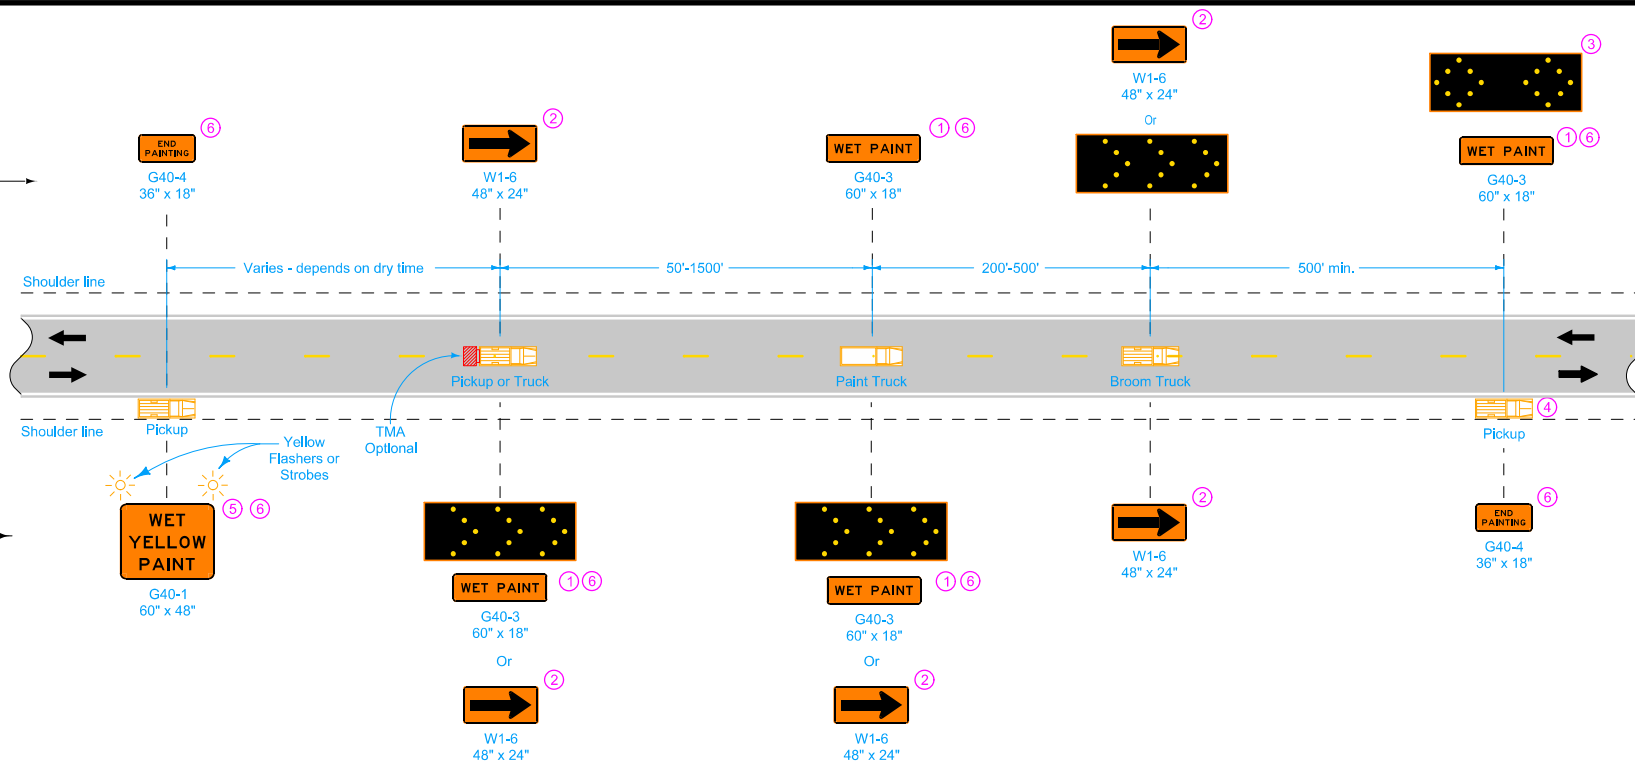 2
3
W1-6
48" x 24"
Or
6
END
PAINTING
G40-4
36" x 18"
2
W1-6
48" x 24"
1 6
WET PAINT
G40-3
60" x 18"
1 6
WET PAINT
G40-3
60" x 18"
Varies - depends on dry time
50'-1500'
200'-500'
500' min.
Shoulder line
Pickup or Truck
Paint Truck
Broom Truck
Shoulder line
Pickup
TMA
Optional
4
Pickup
Yellow
Flashers or
Strobes
5 6
WET
YELLOW
PAINT
G40-1
60" x 48"
WET PAINT
1 6
G40-3
60" x 18"
Or
2
W1-6
48" x 24"
WET PAINT
1 6
G40-3
60" x 18"
Or
2
W1-6
48" x 24"
2
W1-6
48" x 24"
6
END
PAINTING
G40-4
36" x 18"